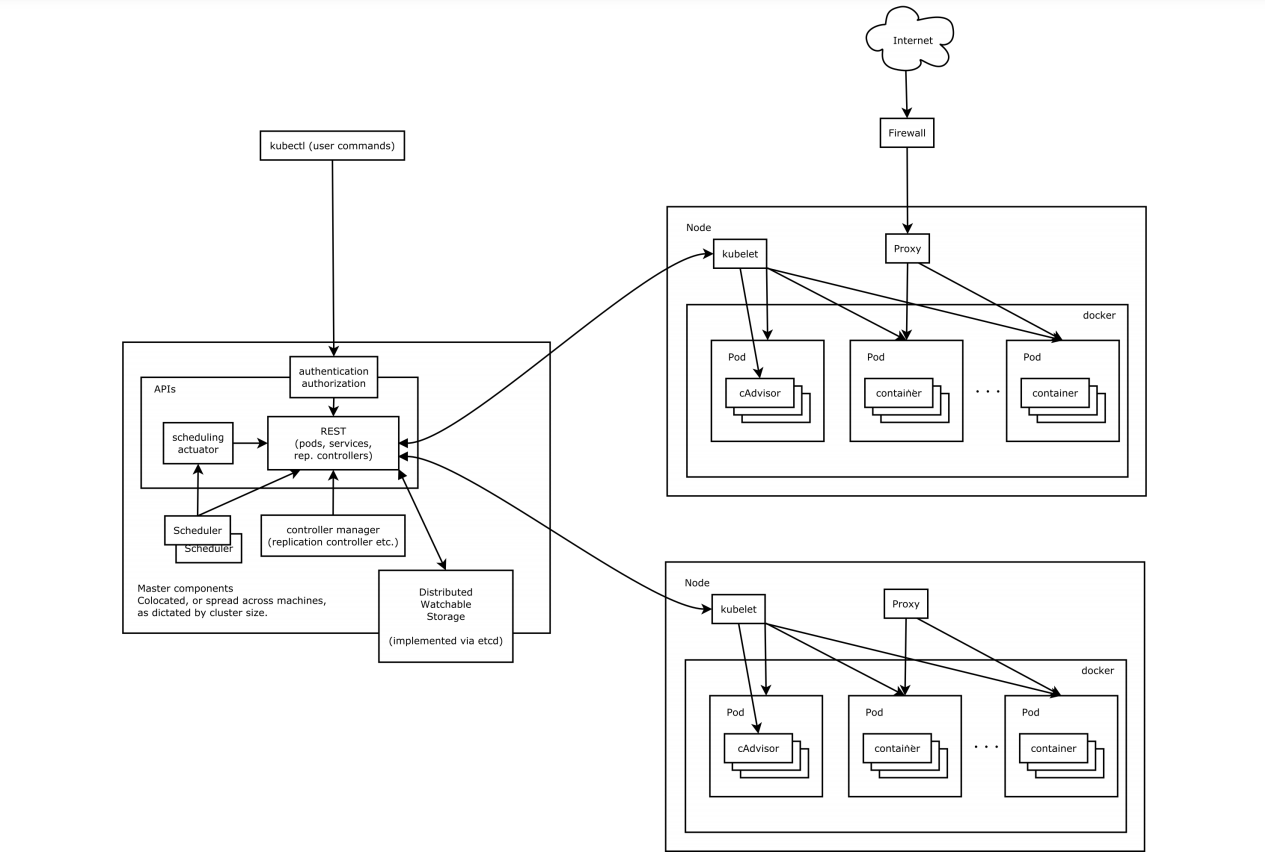 Internet
Firewall
kubectl (user commands)
authentication
authorization
APIs
scheduling
actuator
REST
(pods, services,
rep. controllers)
Scheduler
Scheduler
controller manager
(replication controller etc.)
Master components
Colocated, or spread across machines,
as dictated by cluster size.
Distributed
Watchable
Storage
(implemented via etcd)
Node
kubelet
Proxy
docker
Pod
cAdvisor
Pod
container
. . .
Pod
container
Node
kubelet
Proxy
docker
Pod
cAdvisor
Pod
container
. . .
Pod
container